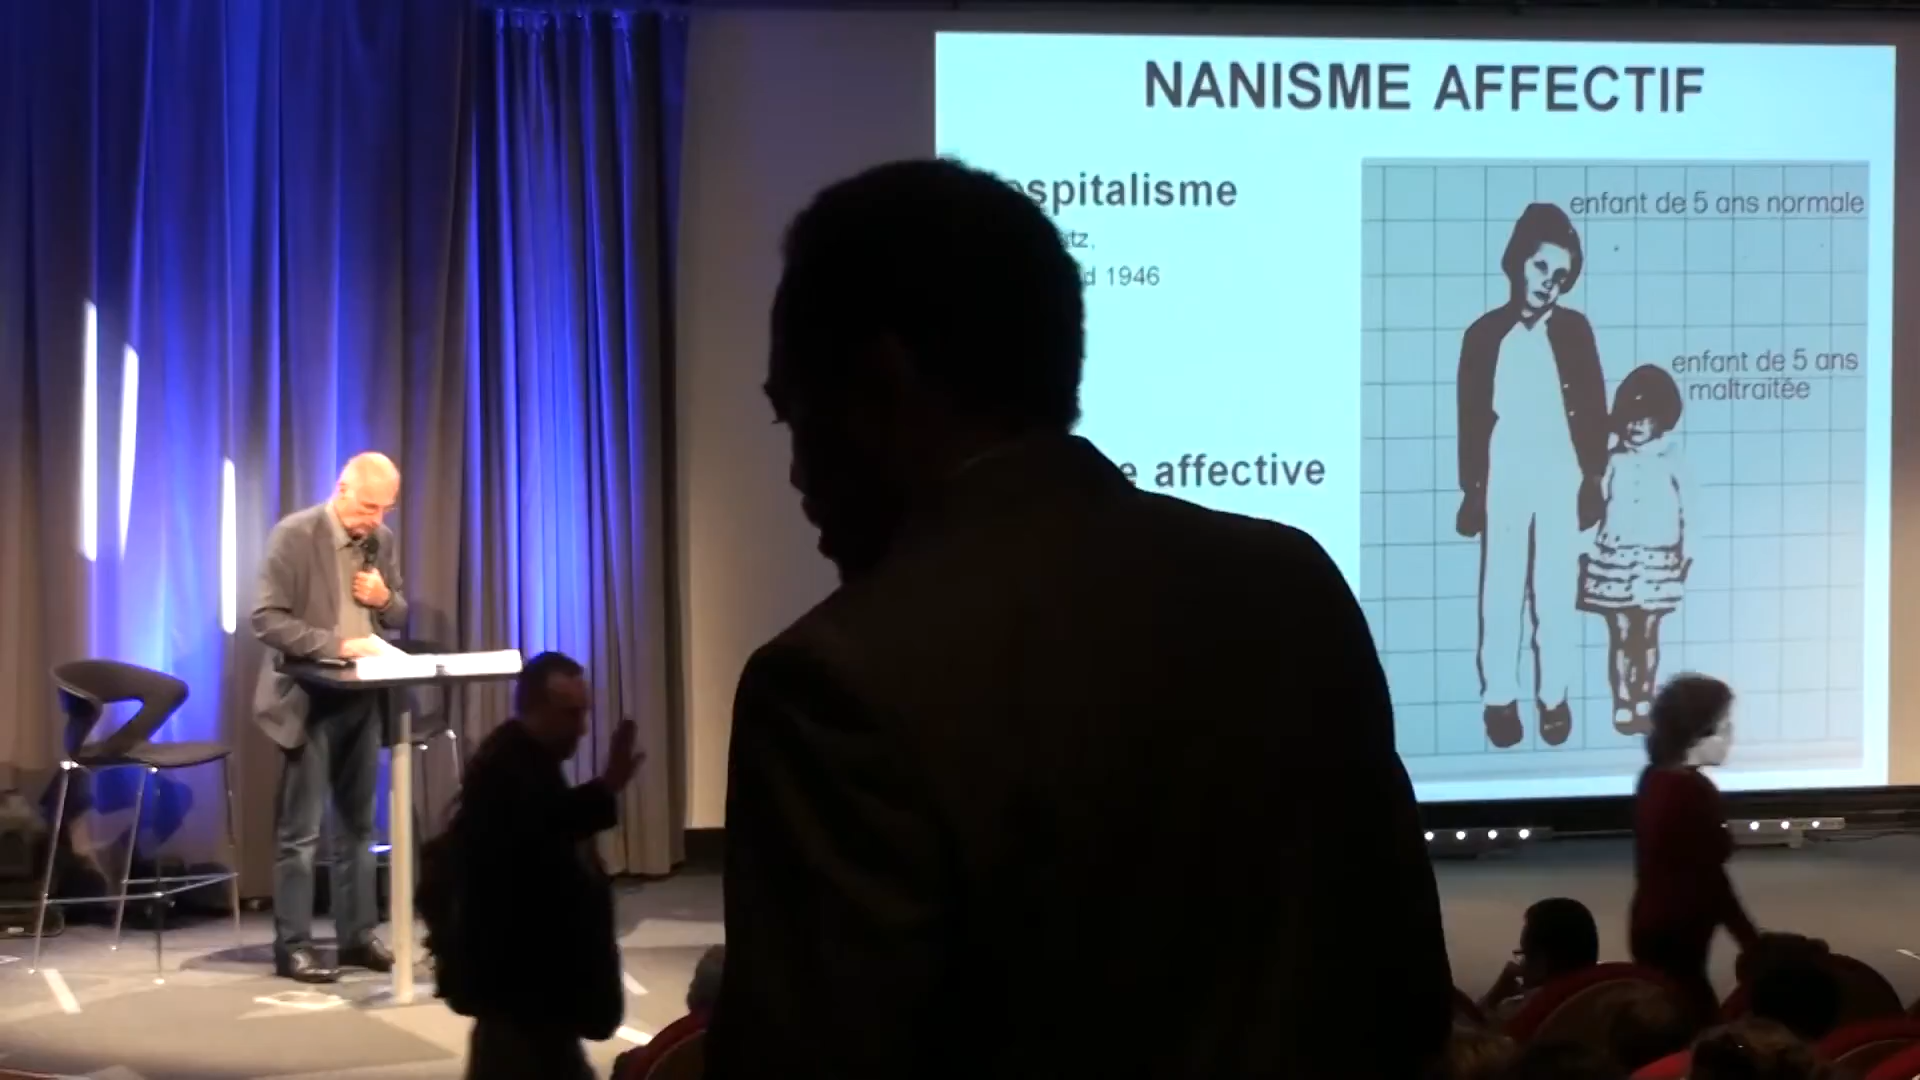 NANISME AFFECTIF
spitalisme
1946
affective
enfant de 5 ans normale
enfant de 5 ans
maltraitée